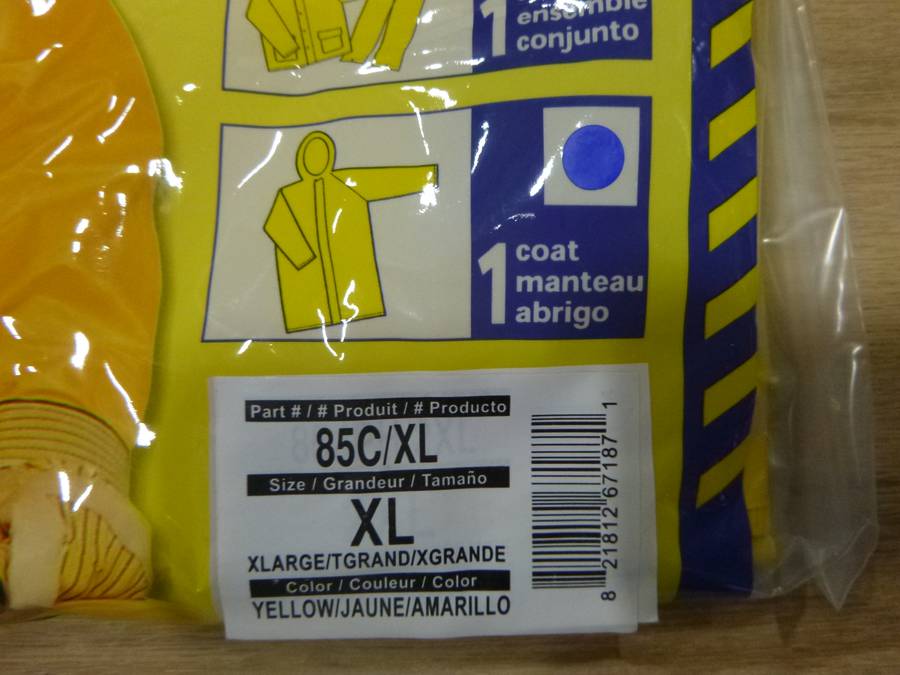 1 ensemble
conjunto
1 coat
manteau
abrigo
Part # / # Produit / # Producto
85C/XL
Size / Grandeur / Tamaño
XL
XLARGE/TGRAND/XGRANDE
Color / Couleur / Color
YELLOW/JAUNE/AMARILLO
8 21812 67187 1